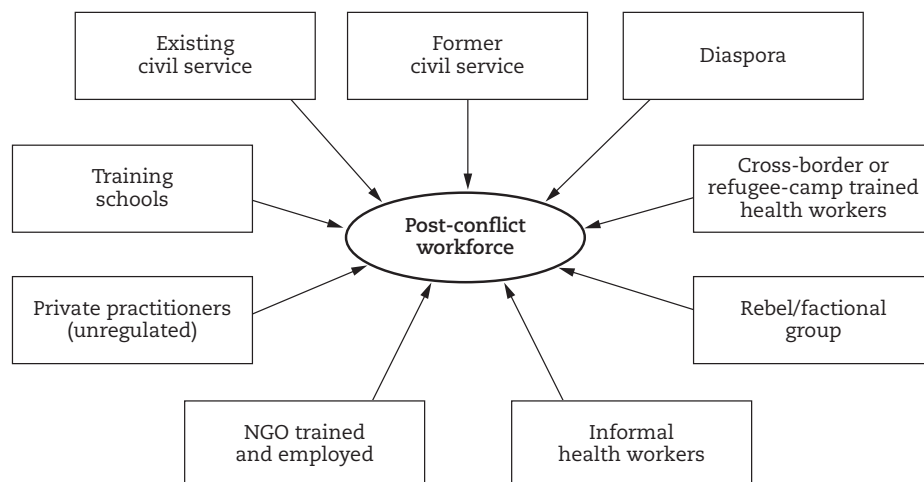 Existing
civil service
Former
civil service
Diaspora
Training
schools
Cross-border or
refugee-camp trained
health workers
Post-conflict
workforce
Private practitioners
(unregulated)
Rebel/factional
group
NGO trained
and employed
Informal
health workers